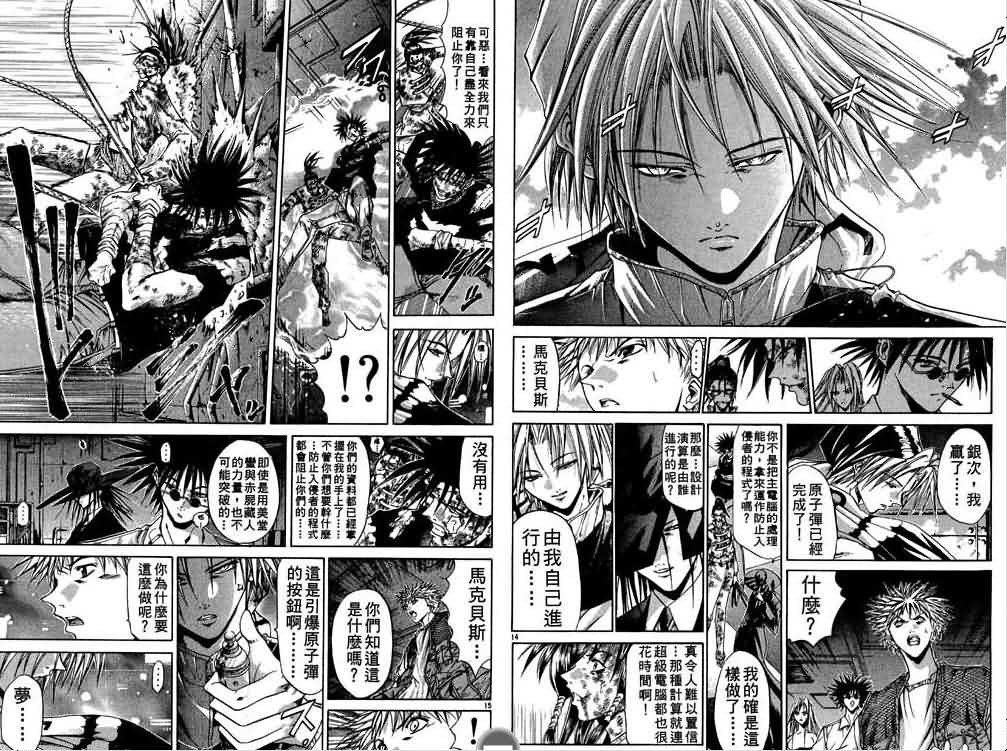 馬克貝斯
⋯⋯
銀次，我
贏了⋯⋯
原子彈已經
完成了！
你不是把主電腦的處理
能力，拿來運作防止入
侵者的程式了嗎？
那麼⋯設計
演算是由誰
進行的呢？
由我自己進
行的⋯⋯
什麼？
我的確是這
樣做了⋯⋯
真令人難以置信
⋯⋯那種計算就連
超級電腦都也很
花時間啊！
14
可惡⋯看來我們只
有靠自己盡全力來
阻止你了！
！？
沒有用⋯
你們的資料都已經掌
握在我的手上了⋯⋯
不管你們想要幹什麼
⋯防止入侵者的程式
都會阻止你們的⋯⋯
即使是用美堂
蠻與赤屍藏人
的力量，也不
可能突破的⋯
馬克貝斯
你們知道這
是什麼嗎？
這是引爆原子彈
的按鈕啊⋯⋯
你為什麼要
這麼做呢？
夢⋯⋯
15